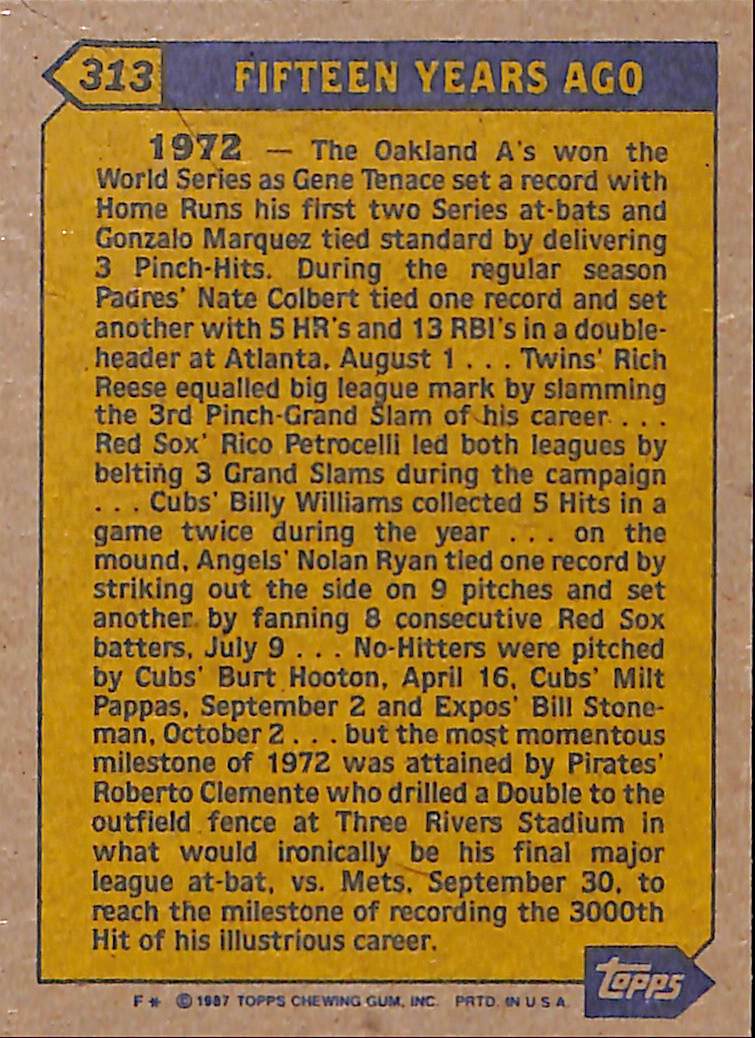 313 FIFTEEN YEARS AGO
1972 — The Oakland A's won the
World Series as Gene Tenace set a record with
Home Runs his first two Series at-bats and
Gonzalo Marquez tied standard by delivering
3 Pinch-Hits. During the regular season
Padres' Nate Colbert tied one record and set
another with 5 HR's and 13 RBI's in a double-
header at Atlanta, August 1 . . . Twins' Rich
Reese equalled big league mark by slamming
the 3rd Pinch-Grand Slam of his career . . .
Red Sox' Rico Petrocelli led both leagues by
belting 3 Grand Slams during the campaign
. . . Cubs' Billy Williams collected 5 Hits in a
game twice during the year . . . on the
mound, Angels' Nolan Ryan tied one record by
striking out the side on 9 pitches and set
another by fanning 8 consecutive Red Sox
batters, July 9 . . . No-Hitters were pitched
by Cubs' Burt Hooton, April 16, Cubs' Milt
Pappas, September 2 and Expos' Bill Stone-
man, October 2 . . . but the most momentous
milestone of 1972 was attained by Pirates'
Roberto Clemente who drilled a Double to the
outfield fence at Three Rivers Stadium in
what would ironically be his final major
league at-bat, vs. Mets, September 30, to
reach the milestone of recording the 3000th
Hit of his illustrious career.
topps
F* © 1987 TOPPS CHEWING GUM, INC. PRTD. IN U S A